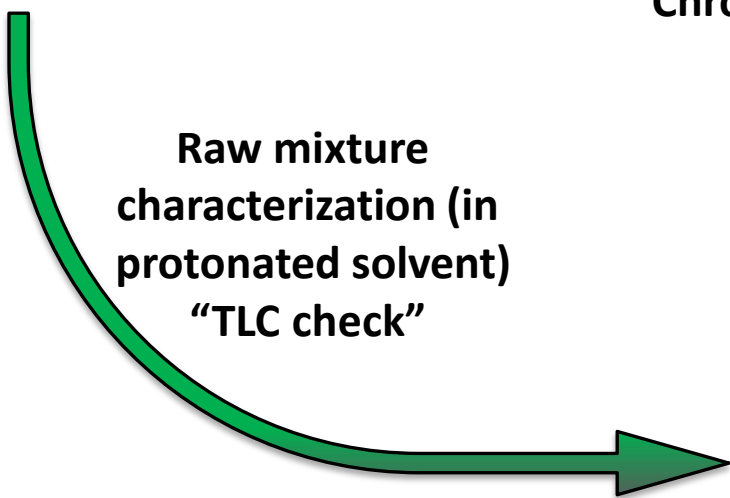 Raw mixture
characterization (in
protonated solvent)
“TLC check”